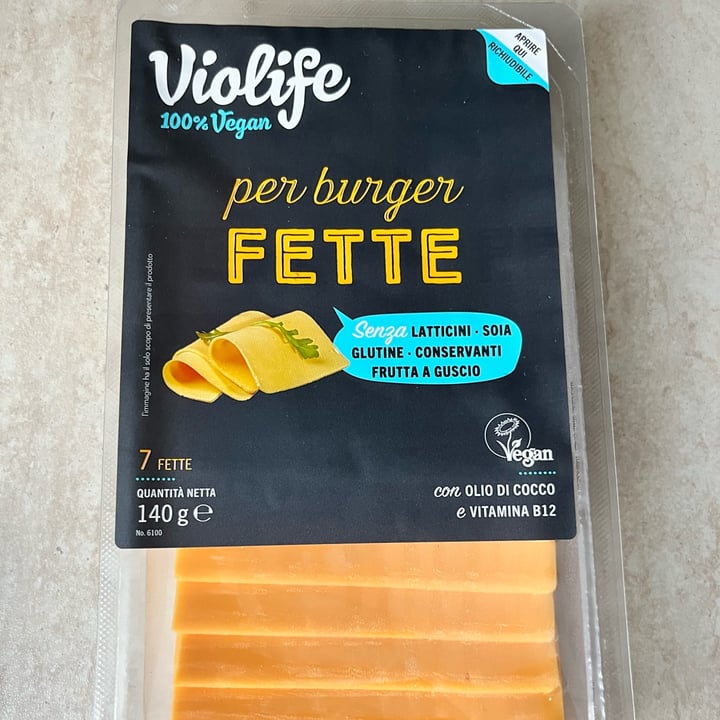 Violife
100% Vegan
APRIRE
QUI
RICHIUDIBILE
per burger
FETTE
l'immagine ha il solo scopo di presentare il prodotto
Senza LATTICINI · SOIA
GLUTINE · CONSERVANTI
FRUTTA A GUSCIO
7 FETTE
QUANTITÀ NETTA
140 g ℮
No. 6100
Vegan
con OLIO DI COCCO
e VITAMINA B12